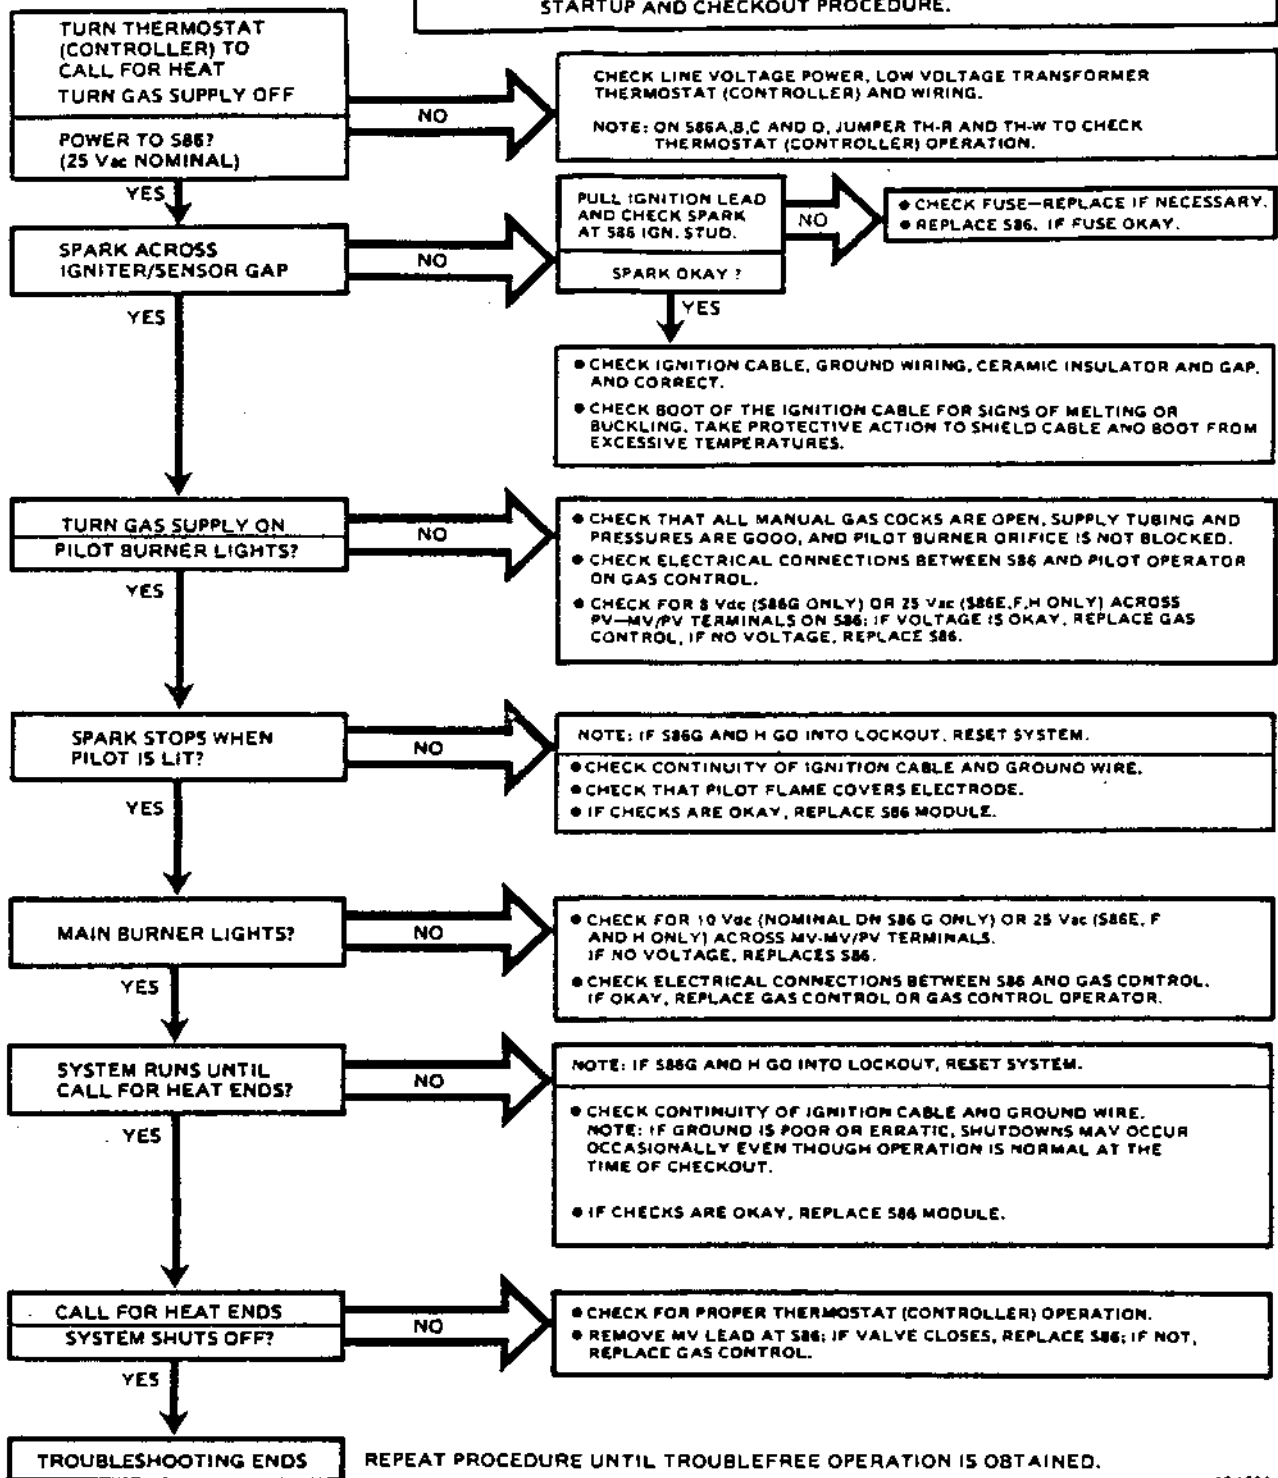 STARTUP AND CHECKOUT PROCEDURE.
TURN THERMOSTAT
(CONTROLLER) TO
CALL FOR HEAT
TURN GAS SUPPLY OFF
POWER TO S86?
(25 Vac NOMINAL)
NO
CHECK LINE VOLTAGE POWER, LOW VOLTAGE TRANSFORMER
THERMOSTAT (CONTROLLER) AND WIRING.
NOTE: ON S86A,B,C AND D, JUMPER TH-R AND TH-W TO CHECK
THERMOSTAT (CONTROLLER) OPERATION.
YES
SPARK ACROSS
IGNITER/SENSOR GAP
NO
PULL IGNITION LEAD
AND CHECK SPARK
AT S86 IGN. STUD.
SPARK OKAY ?
NO
● CHECK FUSE—REPLACE IF NECESSARY.
● REPLACE S86. IF FUSE OKAY.
YES
● CHECK IGNITION CABLE, GROUND WIRING, CERAMIC INSULATOR AND GAP,
AND CORRECT.
● CHECK BOOT OF THE IGNITION CABLE FOR SIGNS OF MELTING OR
BUCKLING. TAKE PROTECTIVE ACTION TO SHIELD CABLE AND BOOT FROM
EXCESSIVE TEMPERATURES.
YES
TURN GAS SUPPLY ON
PILOT BURNER LIGHTS?
NO
● CHECK THAT ALL MANUAL GAS COCKS ARE OPEN, SUPPLY TUBING AND
PRESSURES ARE GOOD, AND PILOT BURNER ORIFICE IS NOT BLOCKED.
● CHECK ELECTRICAL CONNECTIONS BETWEEN S86 AND PILOT OPERATOR
ON GAS CONTROL.
● CHECK FOR 8 Vdc (S86G ONLY) OR 25 Vac (S86E,F,H ONLY) ACROSS
PV—MV/PV TERMINALS ON S86; IF VOLTAGE IS OKAY, REPLACE GAS
CONTROL, IF NO VOLTAGE, REPLACE S86.
YES
SPARK STOPS WHEN
PILOT IS LIT?
NO
NOTE: IF S86G AND H GO INTO LOCKOUT, RESET SYSTEM.
● CHECK CONTINUITY OF IGNITION CABLE AND GROUND WIRE.
● CHECK THAT PILOT FLAME COVERS ELECTRODE.
● IF CHECKS ARE OKAY, REPLACE S86 MODULE.
YES
MAIN BURNER LIGHTS?
NO
● CHECK FOR 10 Vdc (NOMINAL ON S86 G ONLY) OR 25 Vac (S86E, F
AND H ONLY) ACROSS MV-MV/PV TERMINALS.
IF NO VOLTAGE, REPLACES S86.
● CHECK ELECTRICAL CONNECTIONS BETWEEN S86 AND GAS CONTROL.
IF OKAY, REPLACE GAS CONTROL OR GAS CONTROL OPERATOR.
YES
SYSTEM RUNS UNTIL
CALL FOR HEAT ENDS?
NO
NOTE: IF S86G AND H GO INTO LOCKOUT, RESET SYSTEM.
● CHECK CONTINUITY OF IGNITION CABLE AND GROUND WIRE.
NOTE: IF GROUND IS POOR OR ERRATIC, SHUTDOWNS MAY OCCUR
OCCASIONALLY EVEN THOUGH OPERATION IS NORMAL AT THE
TIME OF CHECKOUT.
● IF CHECKS ARE OKAY, REPLACE S86 MODULE.
YES
CALL FOR HEAT ENDS
SYSTEM SHUTS OFF?
NO
● CHECK FOR PROPER THERMOSTAT (CONTROLLER) OPERATION.
● REMOVE MV LEAD AT S86; IF VALVE CLOSES, REPLACE S86; IF NOT,
REPLACE GAS CONTROL.
YES
TROUBLESHOOTING ENDS
REPEAT PROCEDURE UNTIL TROUBLEFREE OPERATION IS OBTAINED.